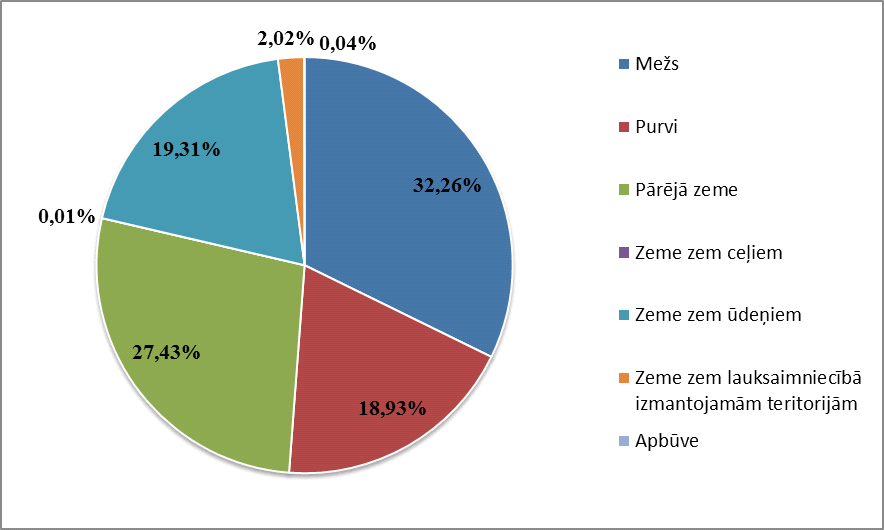 2,02%
0,04%
32,26%
19,31%
0,01%
27,43%
18,93%
Mežs
Purvi
Pārējā zeme
Zeme zem ceļiem
Zeme zem ūdeņiem
Zeme zem lauksaimniecībā
izmantojamām teritorijām
Apbūve